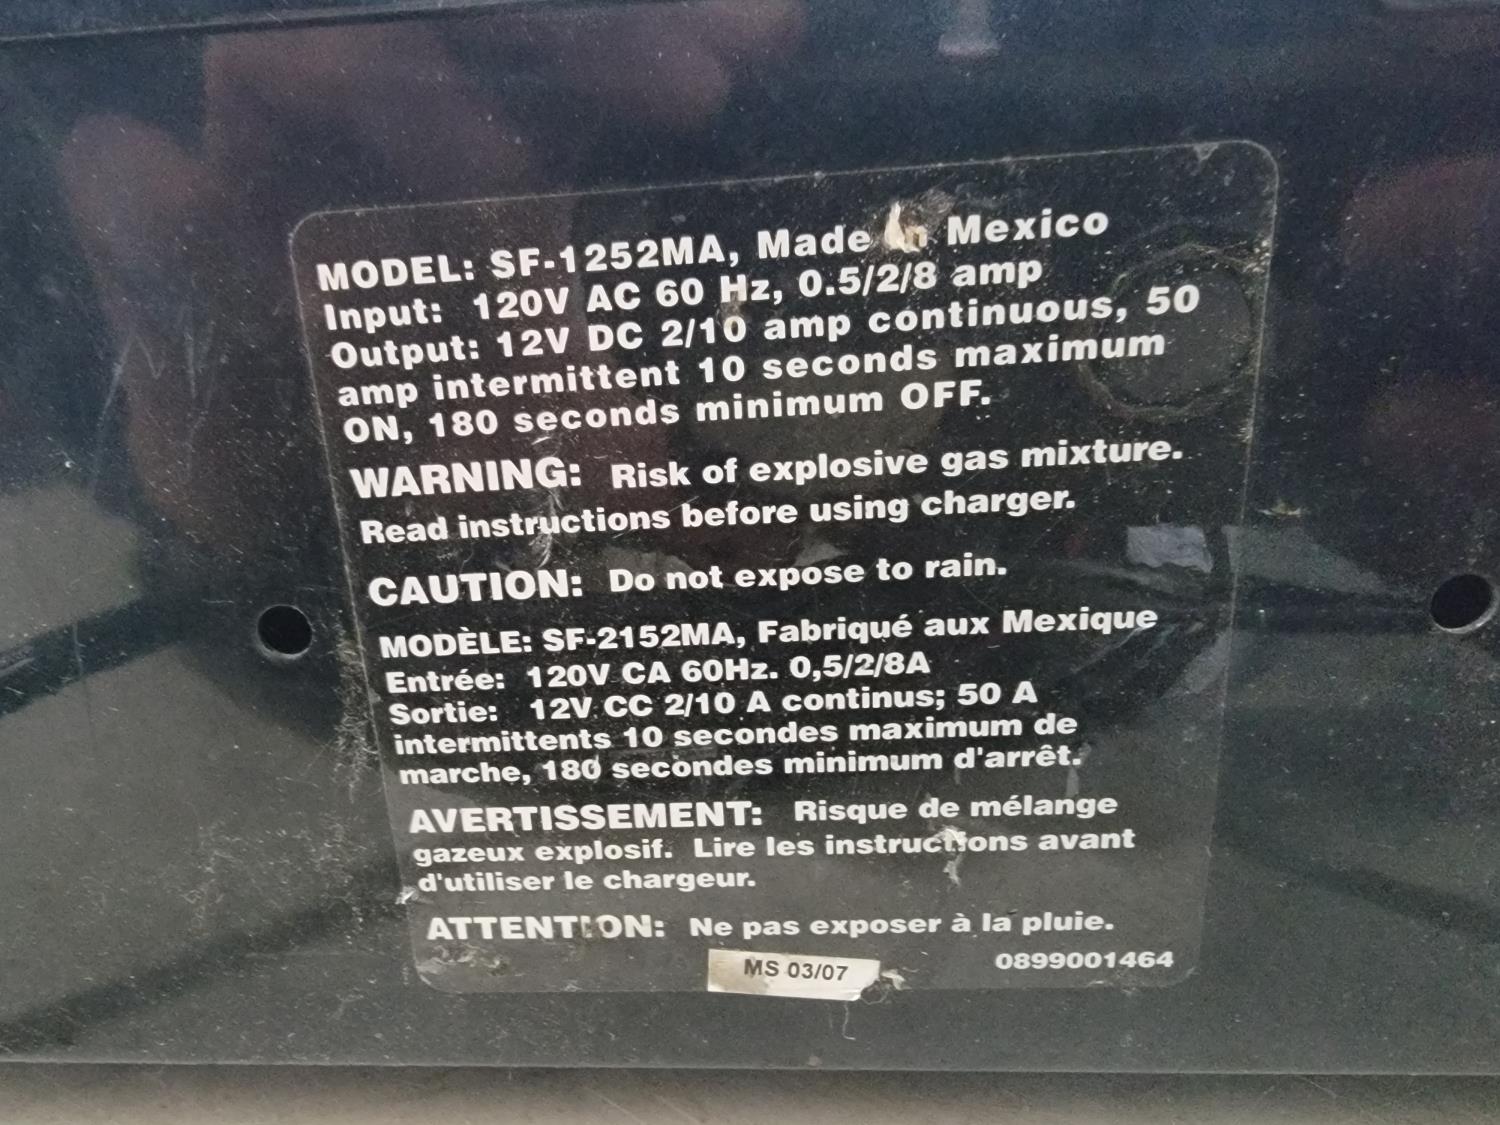 MODEL: SF-1252MA, Made in Mexico
Input: 120V AC 60 Hz, 0.5/2/8 amp
Output: 12V DC 2/10 amp continuous, 50
amp intermittent 10 seconds maximum
ON, 180 seconds minimum OFF.
WARNING: Risk of explosive gas mixture.
Read instructions before using charger.
CAUTION: Do not expose to rain.
MODÈLE: SF-2152MA, Fabriqué aux Mexique
Entrée: 120V CA 60Hz. 0,5/2/8A
Sortie: 12V CC 2/10 A continus; 50 A
intermittents 10 secondes maximum de
marche, 180 secondes minimum d'arrêt.
AVERTISSEMENT: Risque de mélange
gazeux explosif. Lire les instructions avant
d'utiliser le chargeur.
ATTENTION: Ne pas exposer à la pluie.
MS 03/07
0899001464